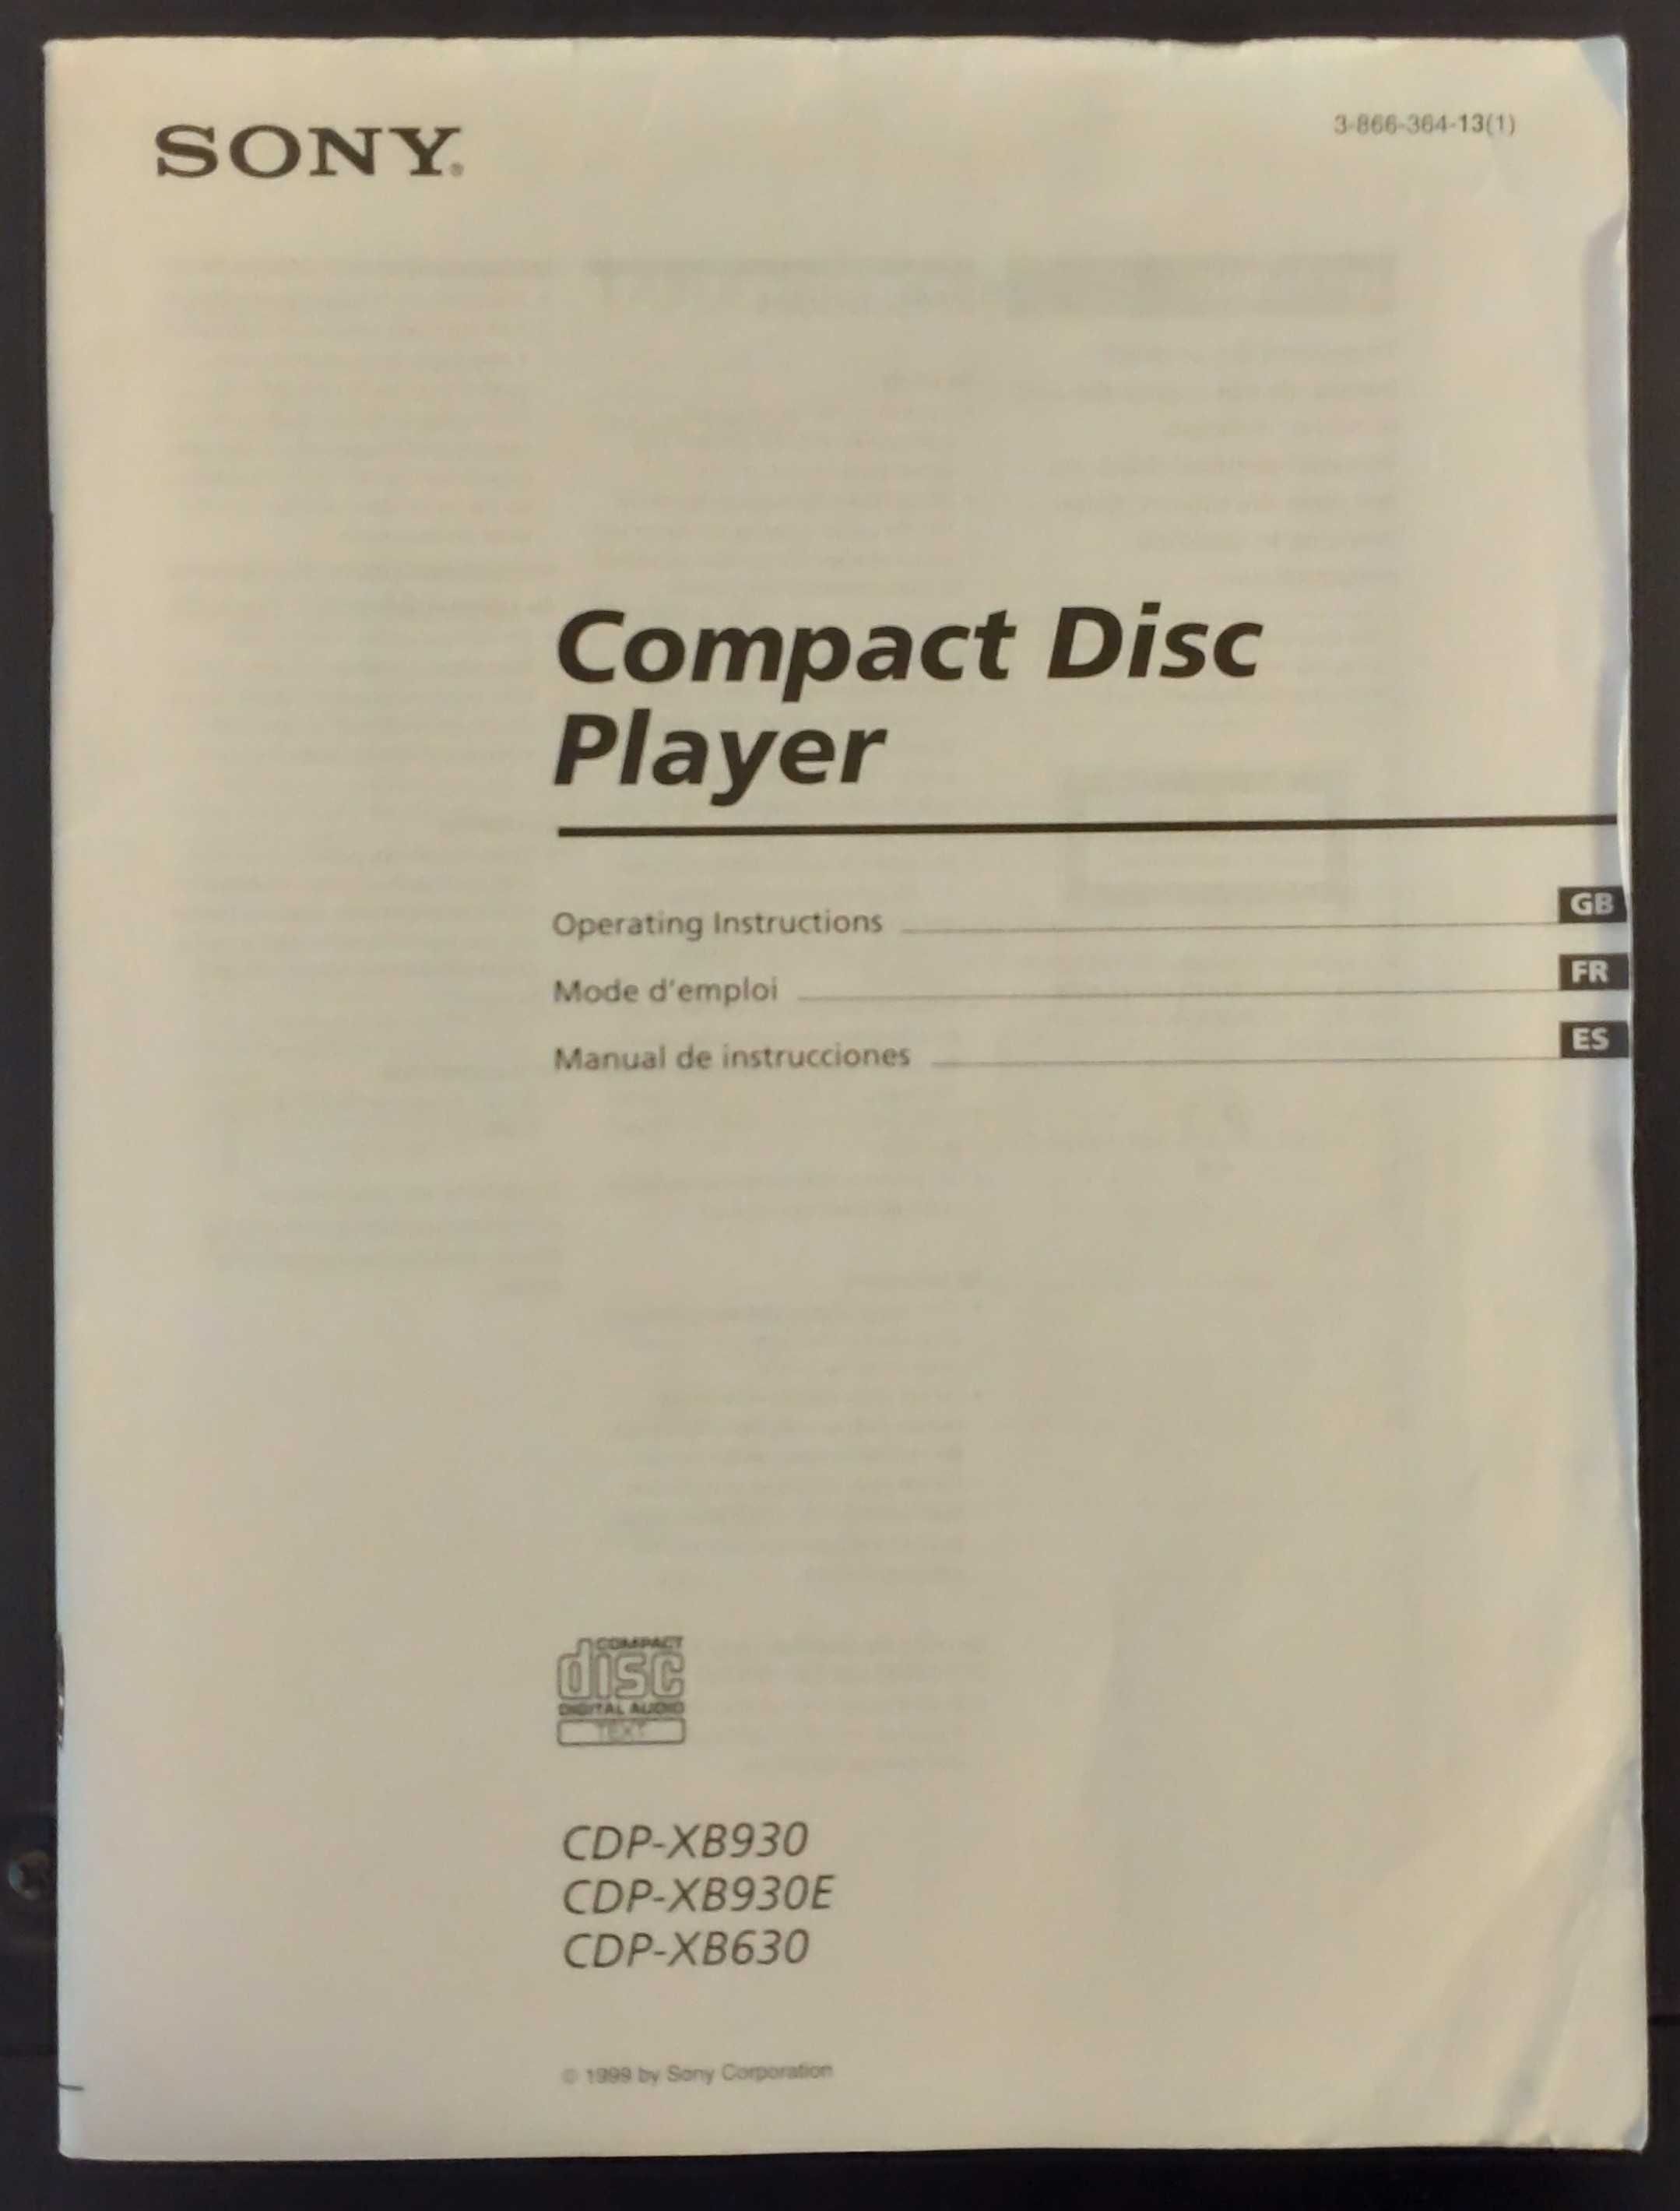 SONY®
3-866-364-13(1)
Compact Disc
Player
Operating Instructions GB
Mode d'emploi FR
Manual de instrucciones ES
COMPACT
disc
DIGITAL AUDIO
TEXT
CDP-XB930
CDP-XB930E
CDP-XB630
© 1999 by Sony Corporation